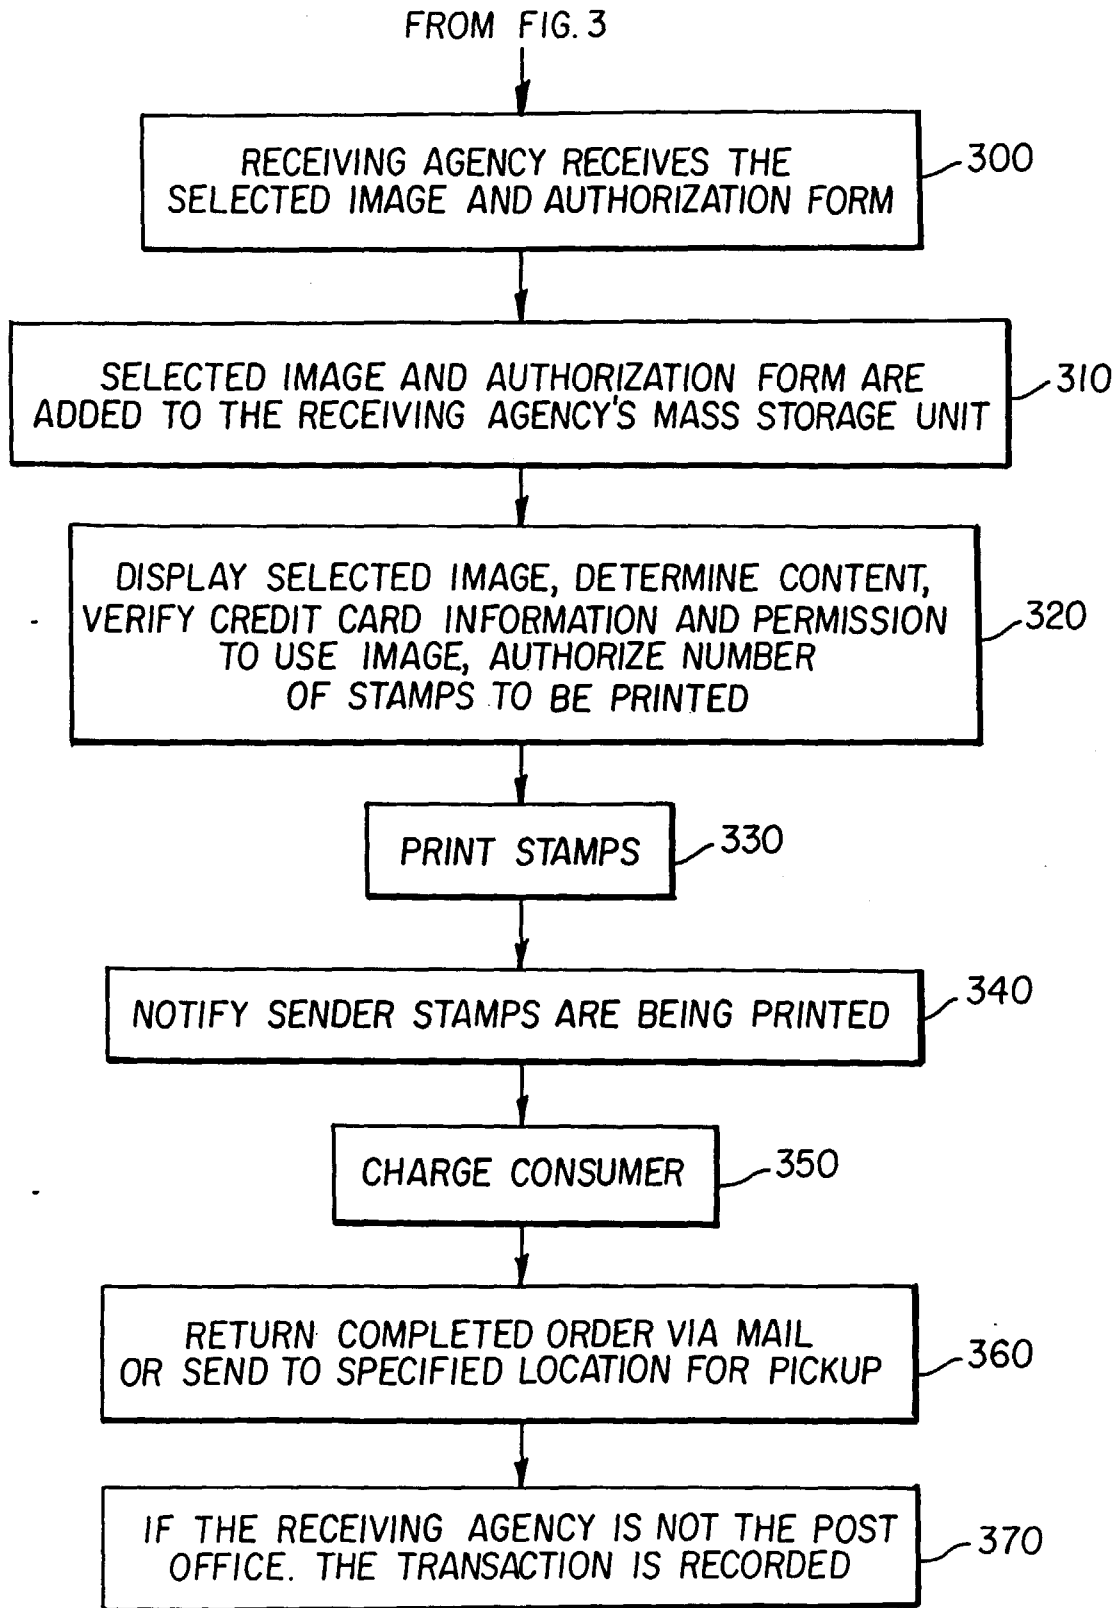 FROM FIG. 3
RECEIVING AGENCY RECEIVES THE
SELECTED IMAGE AND AUTHORIZATION FORM
300
SELECTED IMAGE AND AUTHORIZATION FORM ARE
ADDED TO THE RECEIVING AGENCY'S MASS STORAGE UNIT
310
DISPLAY SELECTED IMAGE, DETERMINE CONTENT,
VERIFY CREDIT CARD INFORMATION AND PERMISSION
TO USE IMAGE, AUTHORIZE NUMBER
OF STAMPS TO BE PRINTED
320
PRINT STAMPS
330
NOTIFY SENDER STAMPS ARE BEING PRINTED
340
CHARGE CONSUMER
350
RETURN COMPLETED ORDER VIA MAIL
OR SEND TO SPECIFIED LOCATION FOR PICKUP
360
IF THE RECEIVING AGENCY IS NOT THE POST
OFFICE. THE TRANSACTION IS RECORDED
370